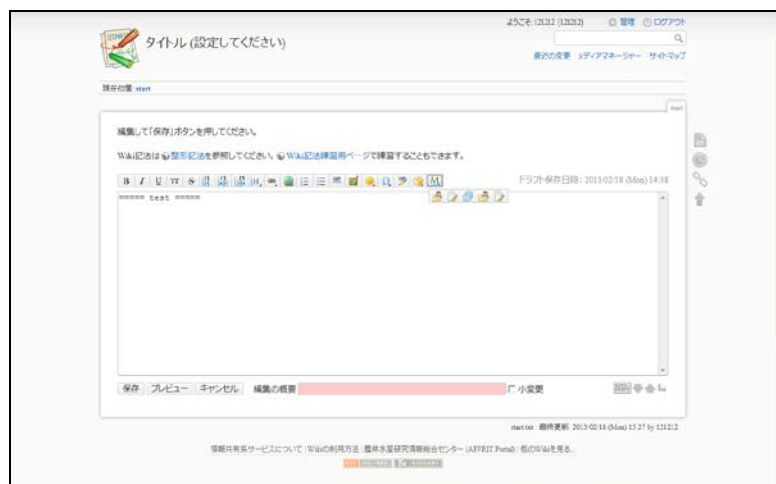 ようこそ: 121212 (121212) 管理 ログアウト
タイトル (設定してください)
最近の変更 メディアマネージャー サイトマップ
現在位置: start
start
編集して「保存」ボタンを押してください。
Wiki記法は 整形記法を参照してください。 Wiki記法練習用ページで練習することもできます。
B I U TT S
ドラフト保存日時: 2013/02/18 (Mon) 14:38
===== test =====
保存 プレビュー キャンセル 編集の概要 小変更
start.txt 最終更新: 2013/02/18 (Mon) 13:27 by 121212
情報共有系サービスについて | Wikiの利用方法 | 農林水産研究情報総合センター (AFFRIT Portal) | 他のWikiを見る..